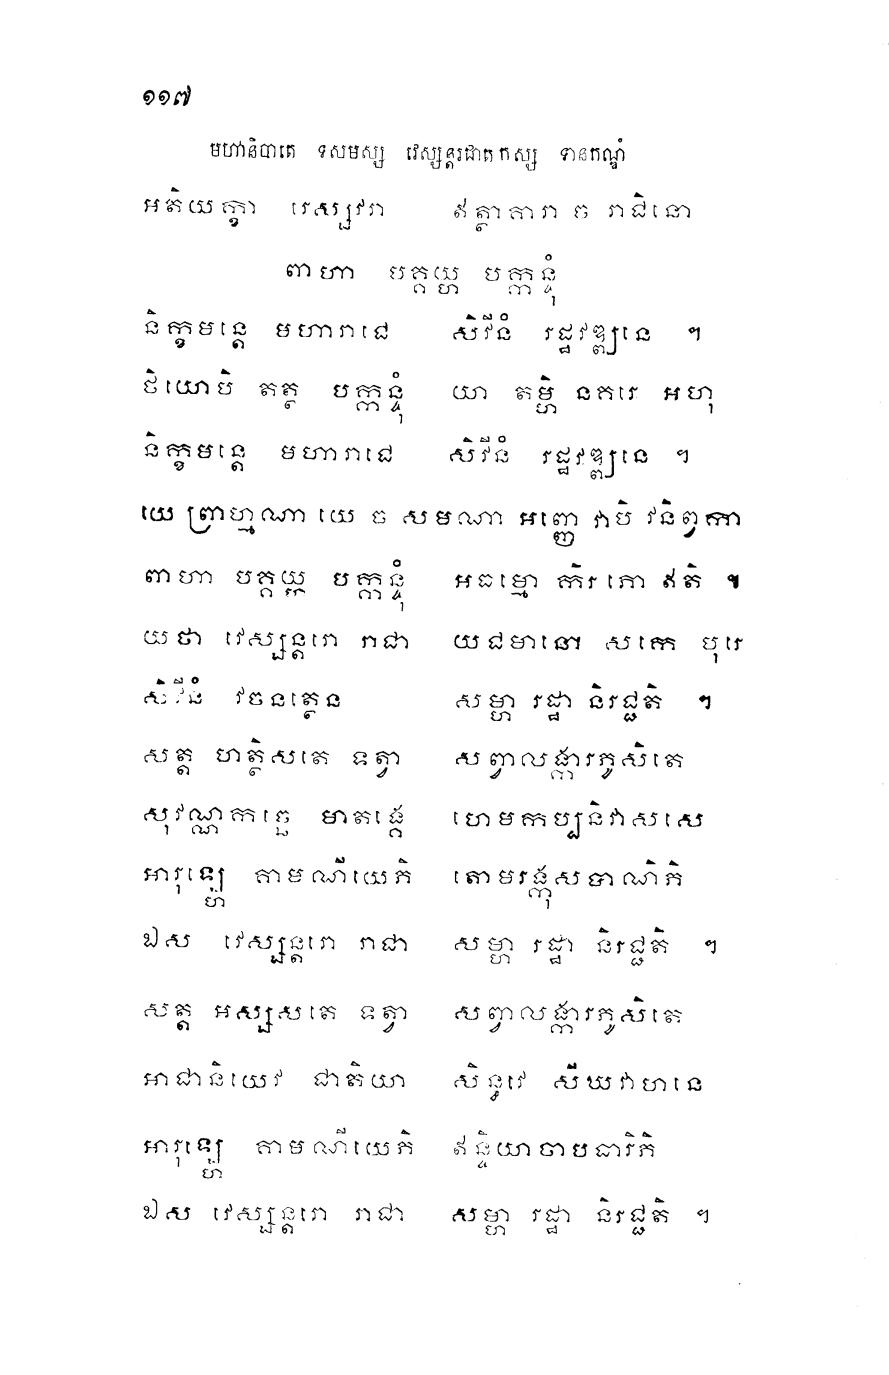 ១១៧
មហានិបាតេ ទសមស្ស វេស្សន្តរជាតកស្ស ទានកណ្ឌំ
អតិយក្ខា វេស្សវរា ឥត្ថាគារា ច រាជិនោ
ពាហា បគ្គយ្ហ បក្កន្ទុំ
និក្ខមន្តេ មហារាជេ សិវីនំ រដ្ឋវឌ្ឍនេ ។
ថិយោបិ តត្ថ បក្កន្ទុំ យា តម្ហិ នគរេ អហុ
និក្ខមន្តេ មហារាជេ សិវីនំ រដ្ឋវឌ្ឍនេ ។
យេ ព្រាហ្មណា យេ ច សមណា អញ្ញេ វាបិ វនិព្វកា
ពាហា បគ្គយ្ហ បក្កន្ទុំ អធម្មោ កិរ ភោ ឥតិ ៕
យថា វេស្សន្តរោ រាជា យជមានោ សកេ បុរេ
សិវីនំ វចនត្ថេន សម្ហា រដ្ឋា និរជ្ជតិ ។
សត្ត ហត្ថិសតេ ទត្វា សព្វាលង្ការភូសិតេ
សុវណ្ណកច្ឆេ មាតង្គេ ហេមកប្បនិវាសសេ
អារុឡ្ហេ គាមណីយេភិ តោមរង្កុសបាណិភិ
ឯស វេស្សន្តរោ រាជា សម្ហា រដ្ឋា និរជ្ជតិ ។
សត្ត អស្សសតេ ទត្វា សព្វាលង្ការភូសិតេ
អាជានិយេវ ជាតិយា សិន្ធវេ សីឃវាហនេ
អារុឡ្ហេ គាមណីយេភិ ឥន្ទិយាចាបធារិភិ
ឯស វេស្សន្តរោ រាជា សម្ហា រដ្ឋា និរជ្ជតិ ។